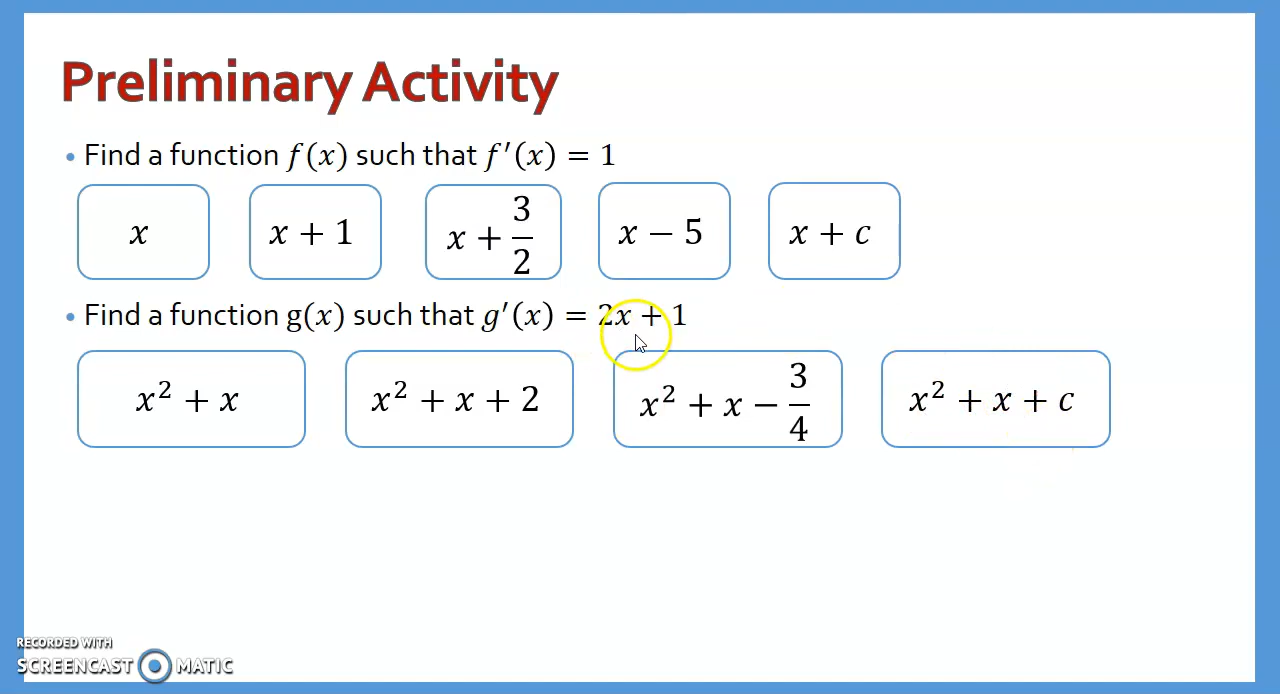 Preliminary Activity
• Find a function f(x) such that f′(x) = 1
x
x + 1
x + 3/2
x − 5
x + c
• Find a function g(x) such that g′(x) = 2x + 1
x² + x
x² + x + 2
x² + x − 3/4
x² + x + c
RECORDED WITH
SCREENCAST MATIC